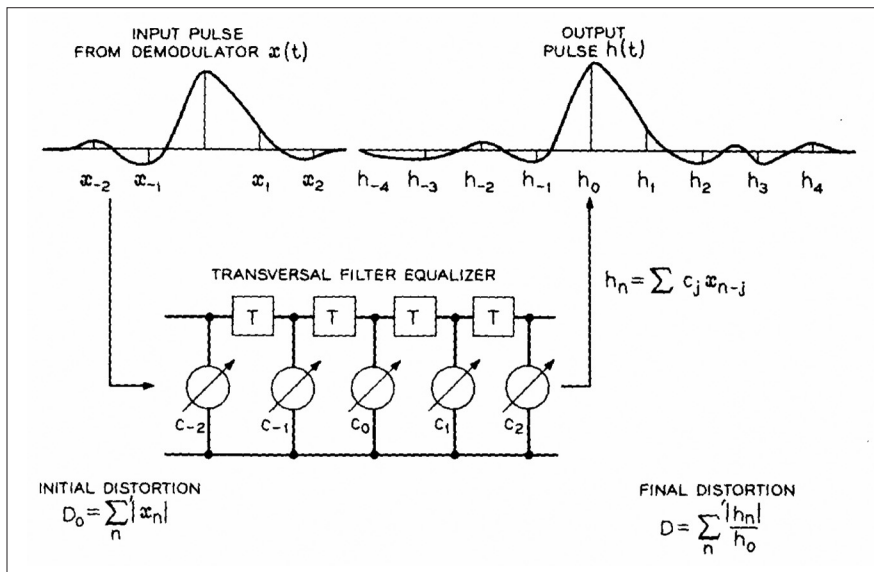 INPUT PULSE
FROM DEMODULATOR x(t)
OUTPUT
PULSE h(t)
x₋₂ x₋₁ x₁ x₂
h₋₄ h₋₃ h₋₂ h₋₁ h₀ h₁ h₂ h₃ h₄
TRANSVERSAL FILTER EQUALIZER
hₙ = ∑ cⱼ xₙ₋ⱼ
T T T T
C₋₂ C₋₁ C₀ C₁ C₂
INITIAL DISTORTION
D₀ = ∑ₙ′ |xₙ|
FINAL DISTORTION
D = ∑ₙ′ |hₙ|/h₀